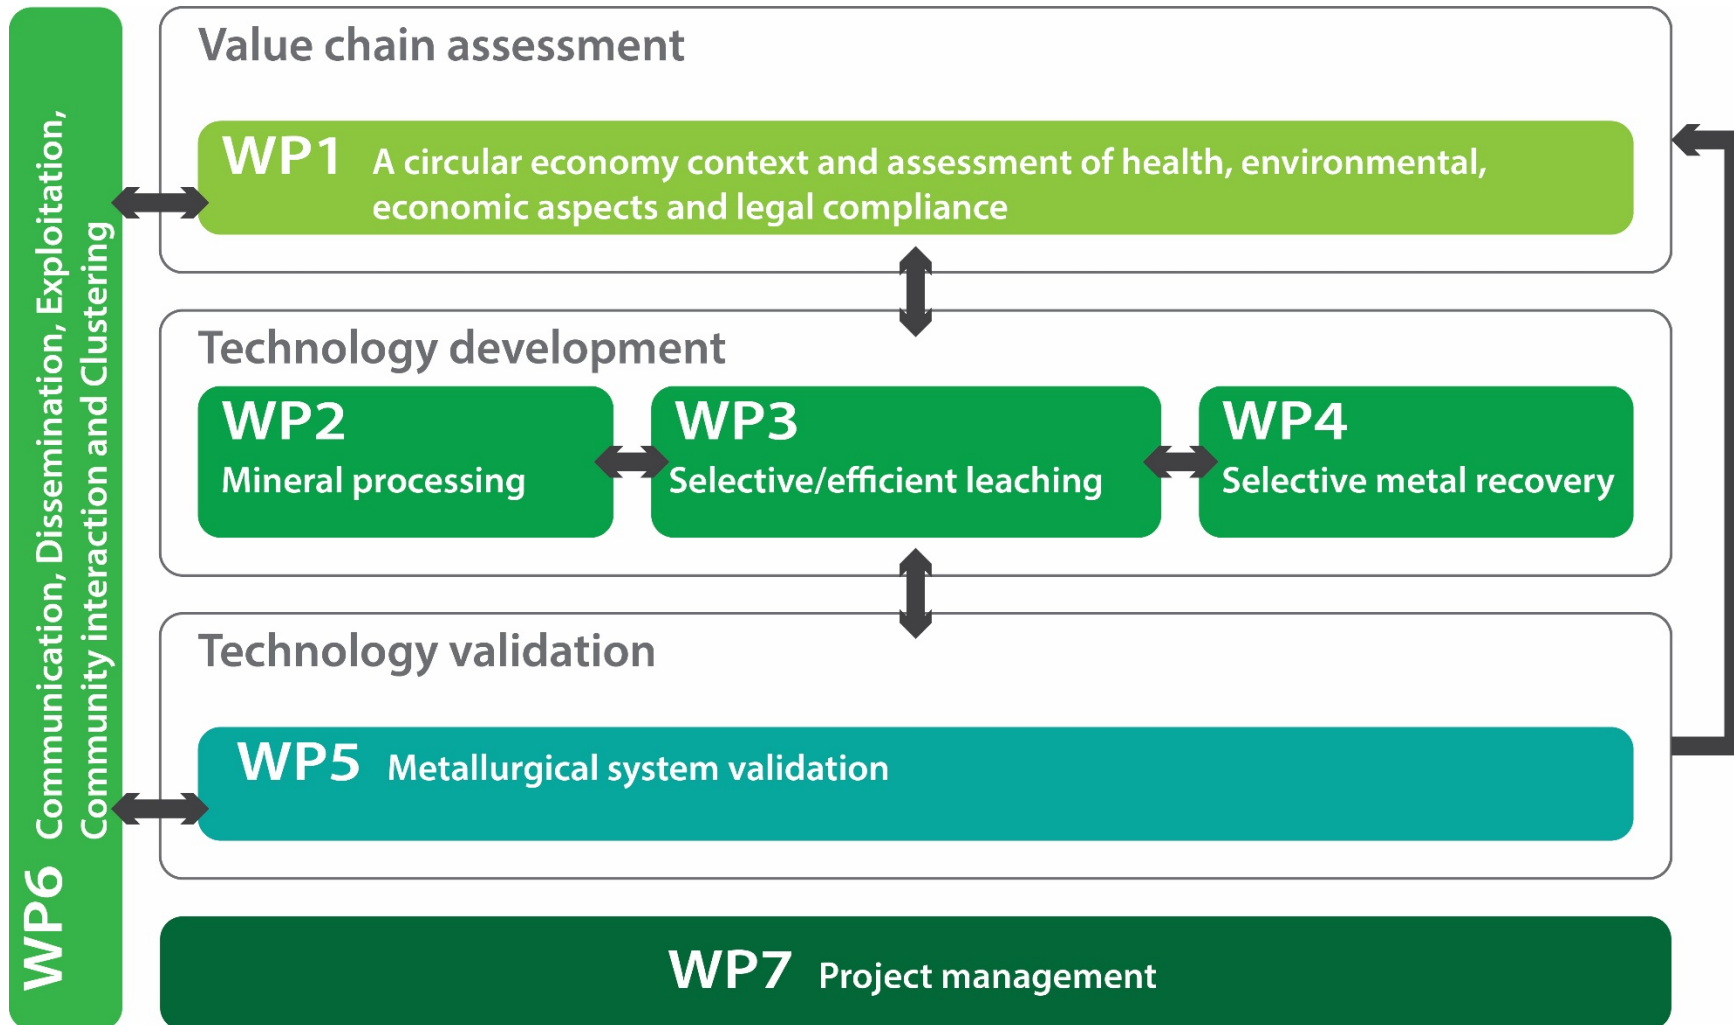 Value chain assessment
WP1 A circular economy context and assessment of health, environmental,
economic aspects and legal compliance
Technology development
WP2
Mineral processing
WP3
Selective/efficient leaching
WP4
Selective metal recovery
Technology validation
WP5 Metallurgical system validation
WP6 Communication, Dissemination, Exploitation,
Community interaction and Clustering
WP7 Project management